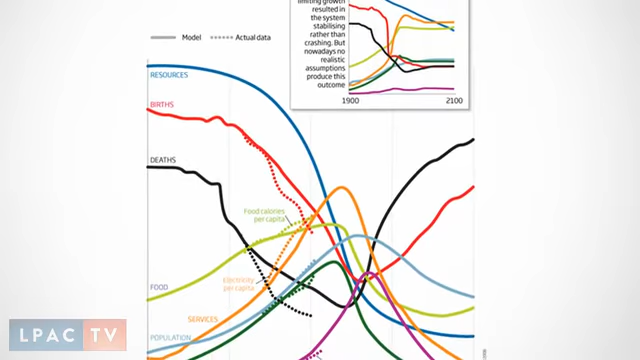 limiting growth
resulted in
the system
stabilising
rather than
crashing. But
nowadays no
realistic
assumptions
produce this
outcome
1900 2100
Model Actual data
RESOURCES
BIRTHS
DEATHS
Food calories
per capita
Electricity
per capita
FOOD
SERVICES
POPULATION
LPAC TV